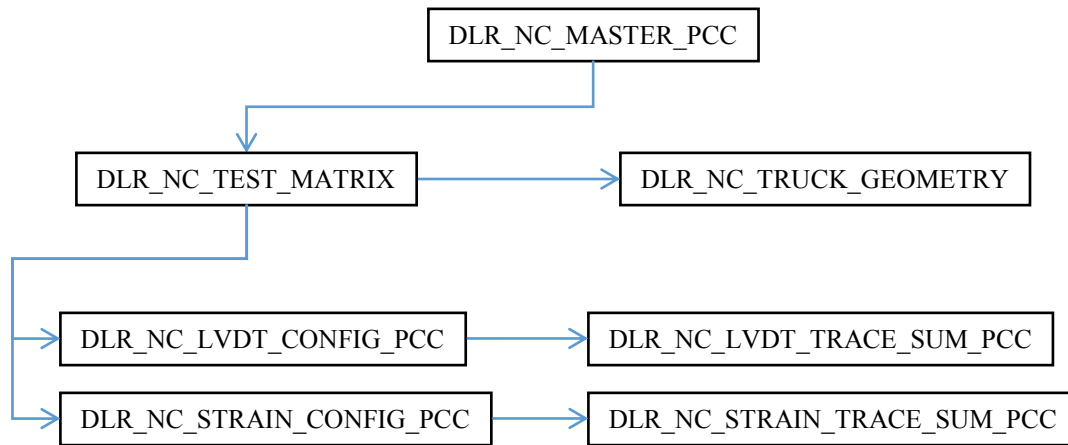 DLR_NC_MASTER_PCC
DLR_NC_TEST_MATRIX
DLR_NC_TRUCK_GEOMETRY
DLR_NC_LVDT_CONFIG_PCC
DLR_NC_LVDT_TRACE_SUM_PCC
DLR_NC_STRAIN_CONFIG_PCC
DLR_NC_STRAIN_TRACE_SUM_PCC